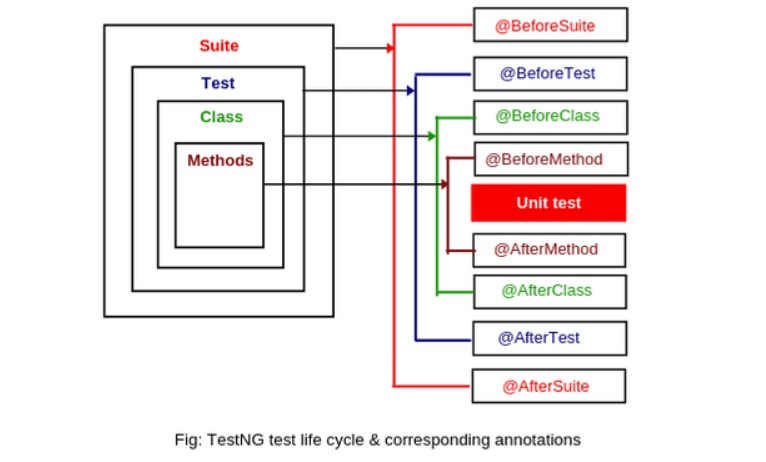 Suite
Test
Class
Methods
@BeforeSuite
@BeforeTest
@BeforeClass
@BeforeMethod
Unit test
@AfterMethod
@AfterClass
@AfterTest
@AfterSuite
Fig: TestNG test life cycle & corresponding annotations